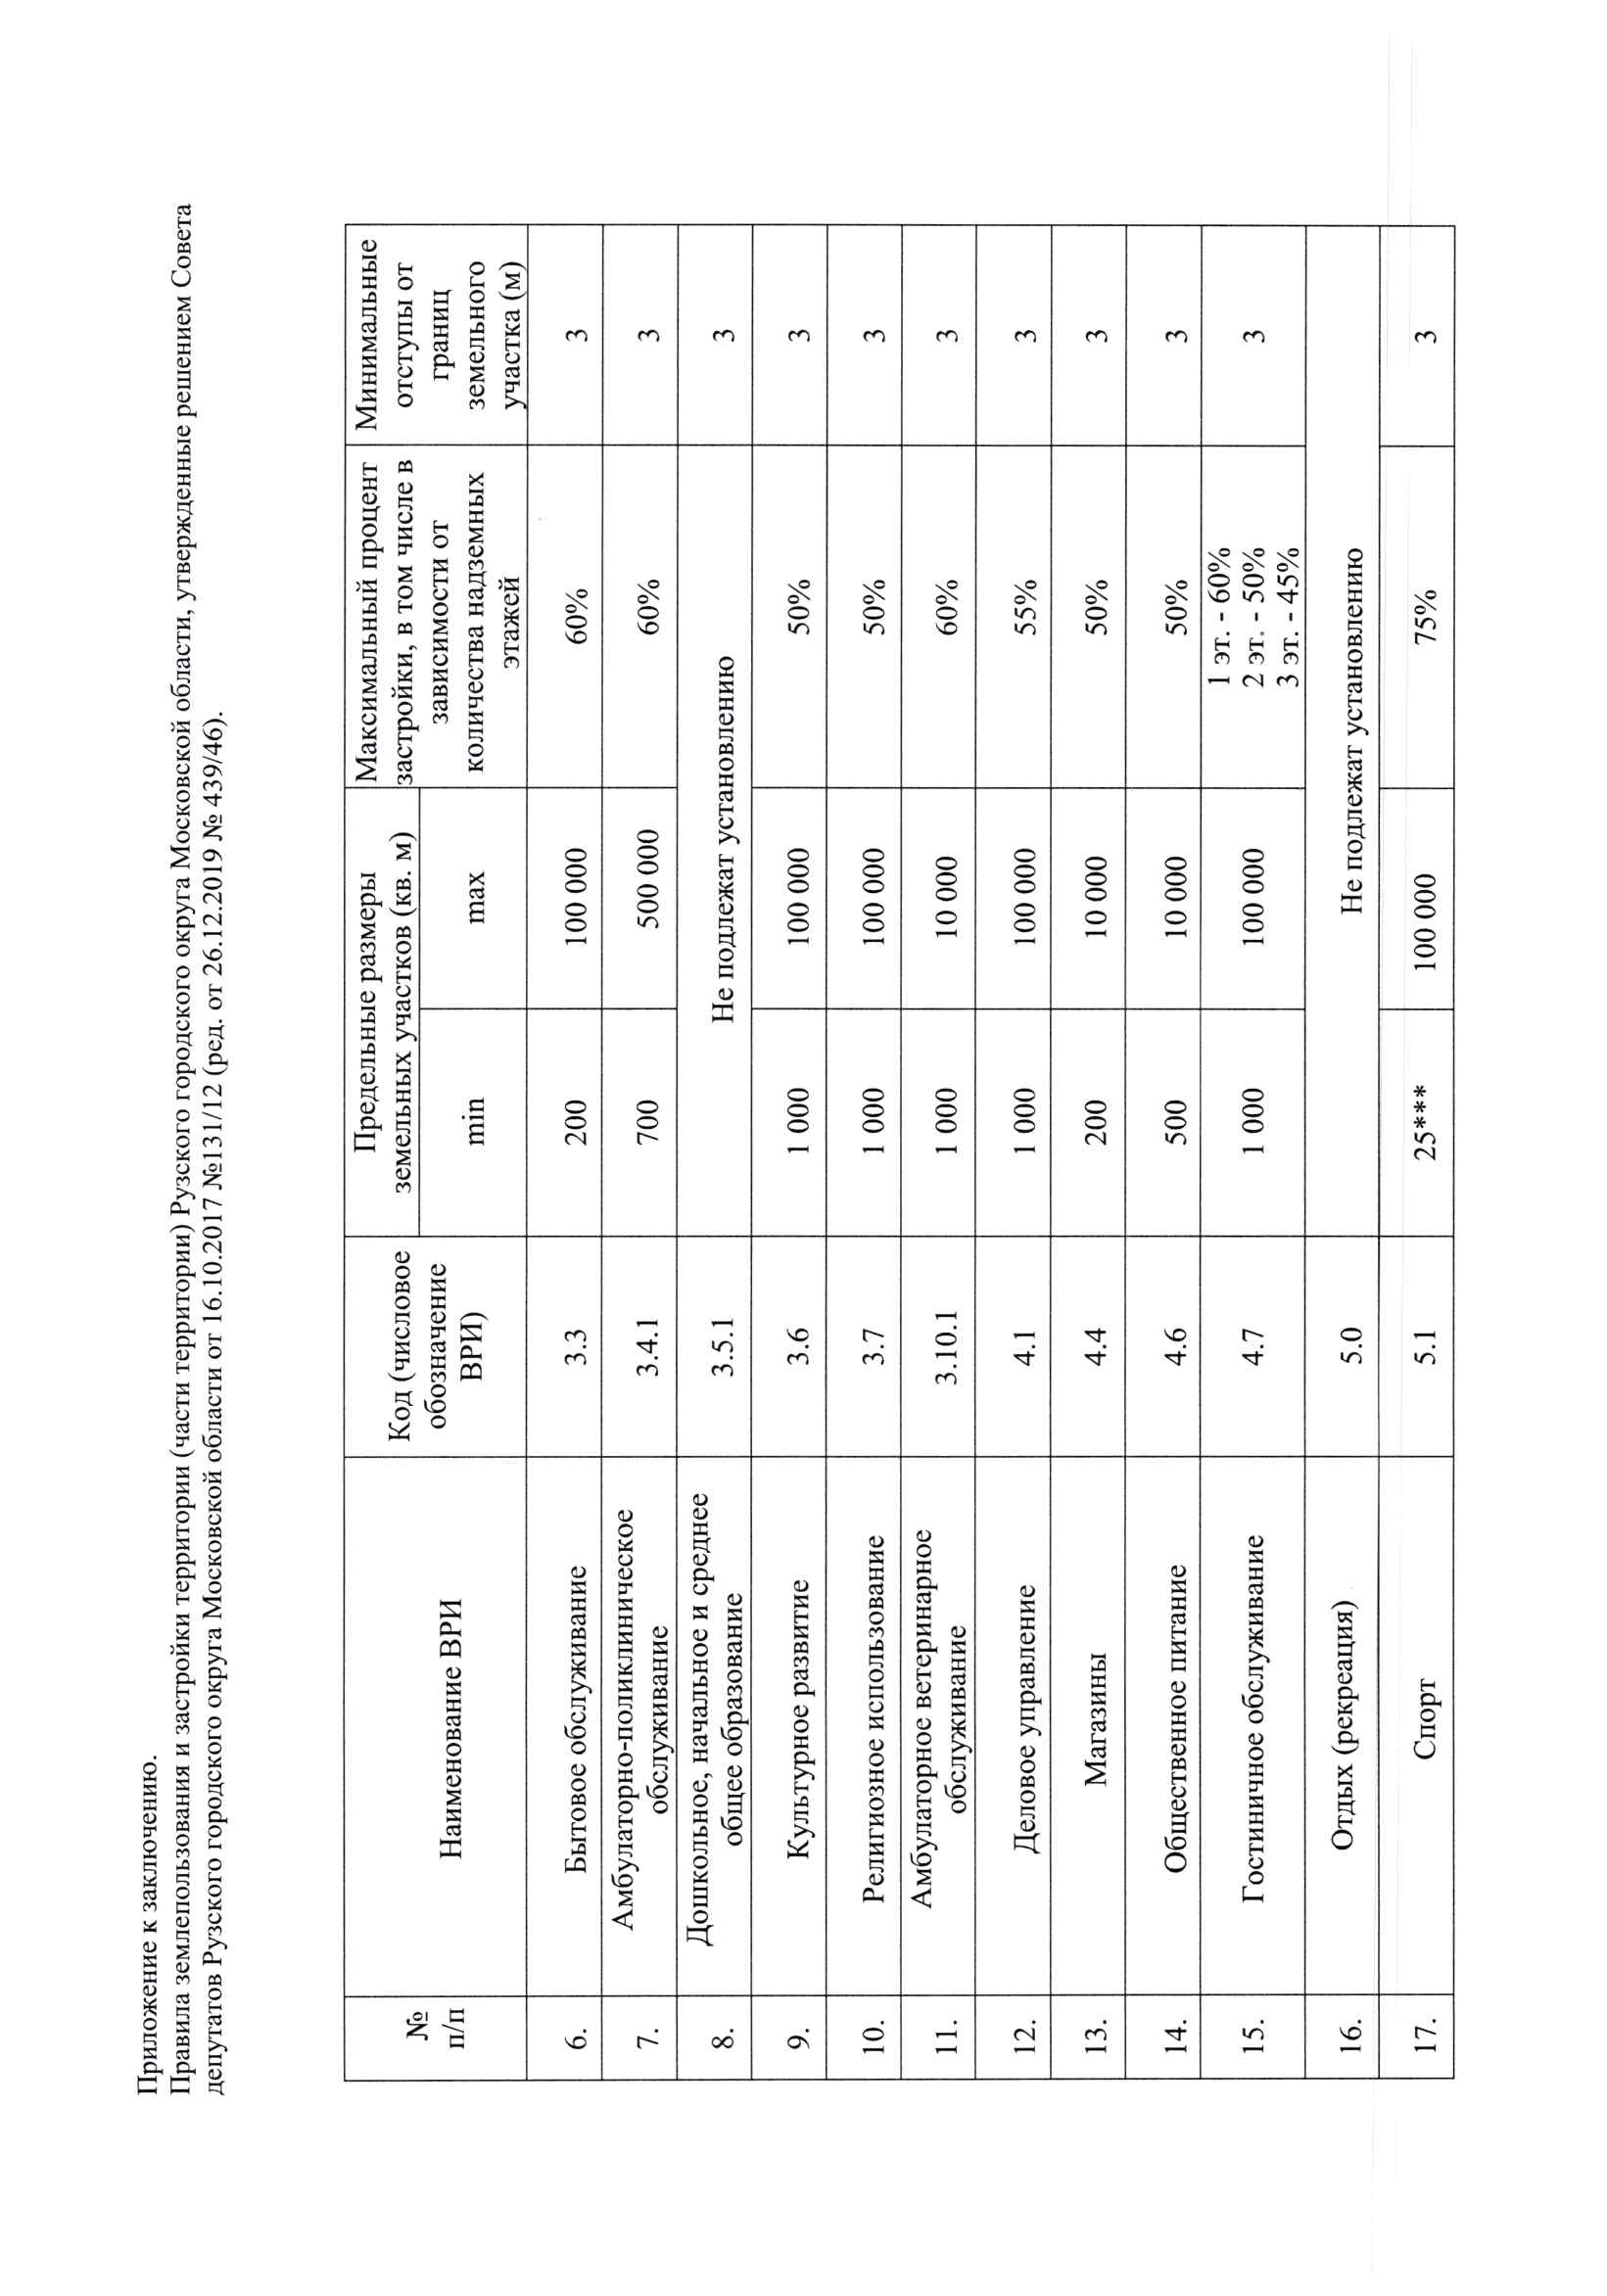 Приложение к заключению.
Правила землепользования и застройки территории (части территории) Рузского городского округа Московской области, утвержденные решением Совета
депутатов Рузского городского округа Московской области от 16.10.2017 №131/12 (ред. от 26.12.2019 № 439/46).
№
п/п
Наименование ВРИ
Код (числовое
обозначение
ВРИ)
Предельные размеры
земельных участков (кв. м)
min
max
Максимальный процент
застройки, в том числе в
зависимости от
количества надземных
этажей
Минимальные
отступы от
границ
земельного
участка (м)
6. Бытовое обслуживание 3.3 200 100 000 60% 3
7. Амбулаторно-поликлиническое
обслуживание 3.4.1 700 500 000 60% 3
8. Дошкольное, начальное и среднее
общее образование 3.5.1 Не подлежат установлению 3
9. Культурное развитие 3.6 1 000 100 000 50% 3
10. Религиозное использование 3.7 1 000 100 000 50% 3
11. Амбулаторное ветеринарное
обслуживание 3.10.1 1 000 10 000 60% 3
12. Деловое управление 4.1 1 000 100 000 55% 3
13. Магазины 4.4 200 10 000 50% 3
14. Общественное питание 4.6 500 10 000 50% 3
15. Гостиничное обслуживание 4.7 1 000 100 000
1 эт. - 60%
2 эт. - 50%
3 эт. - 45%
3
16. Отдых (рекреация) 5.0 Не подлежат установлению
17. Спорт 5.1 25**** 100 000 75% 3